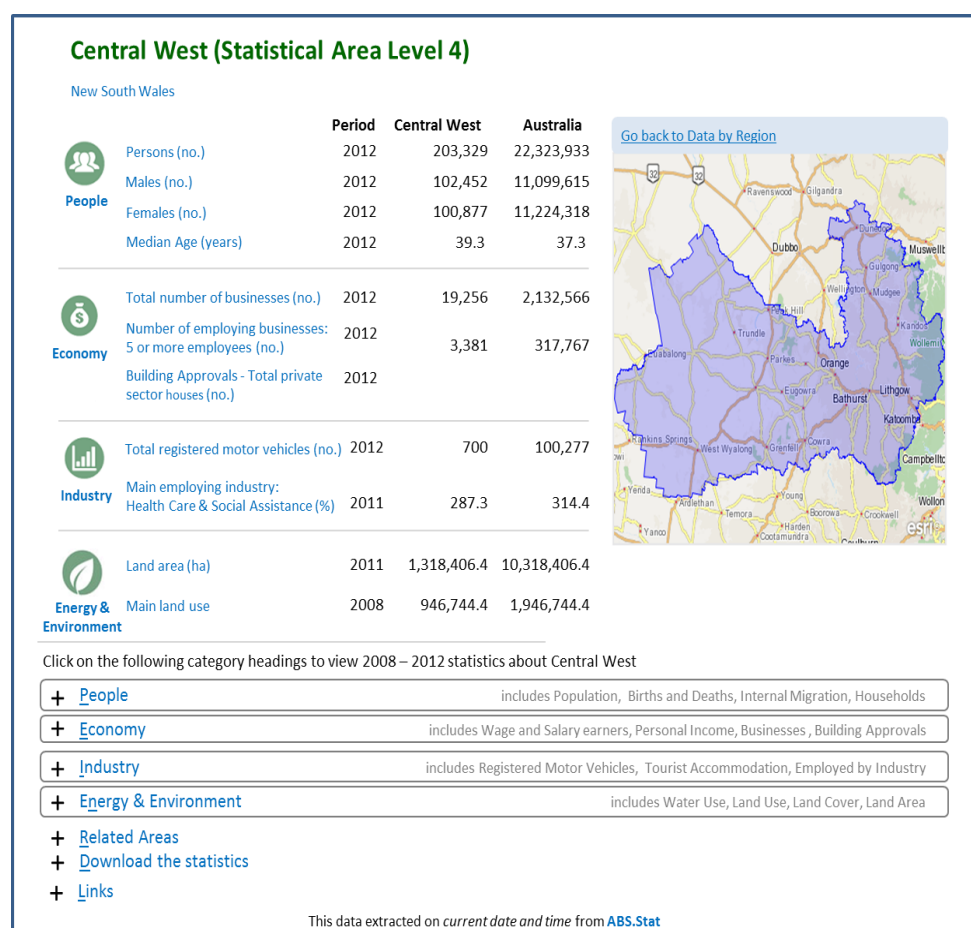 Central West (Statistical Area Level 4)
New South Wales
Period Central West Australia
People
Persons (no.) 2012 203,329 22,323,933
Males (no.) 2012 102,452 11,099,615
Females (no.) 2012 100,877 11,224,318
Median Age (years) 2012 39.3 37.3
Economy
Total number of businesses (no.) 2012 19,256 2,132,566
Number of employing businesses: 2012
5 or more employees (no.) 3,381 317,767
Building Approvals - Total private 2012
sector houses (no.)
Industry
Total registered motor vehicles (no.) 2012 700 100,277
Main employing industry:
Health Care & Social Assistance (%) 2011 287.3 314.4
Energy &
Environment
Land area (ha) 2011 1,318,406.4 10,318,406.4
Main land use 2008 946,744.4 1,946,744.4
Go back to Data by Region
32
32
Ravenswood
Gilgandra
Dunedoo
Dubbo
Muswellb
Gulgong
Wellington
Mudgee
Peak Hill
Kandos
Trundle
Wollemi
Euabalong
Parkes
Orange
Eugowra
Lithgow
Bathurst
Katoomba
Rankins Springs
Cowra
West Wyalong
Grenfell
Campbelltc
Yenda
Young
Wollon
Ardlethan
Temora
Boorowa
Crookwell
Harden
esri
Yanco
Cootamundra
Goulburn
Click on the following category headings to view 2008 – 2012 statistics about Central West
+ People includes Population, Births and Deaths, Internal Migration, Households
+ Economy includes Wage and Salary earners, Personal Income, Businesses , Building Approvals
+ Industry includes Registered Motor Vehicles, Tourist Accommodation, Employed by Industry
+ Energy & Environment includes Water Use, Land Use, Land Cover, Land Area
+ Related Areas
+ Download the statistics
+ Links
This data extracted on current date and time from ABS.Stat